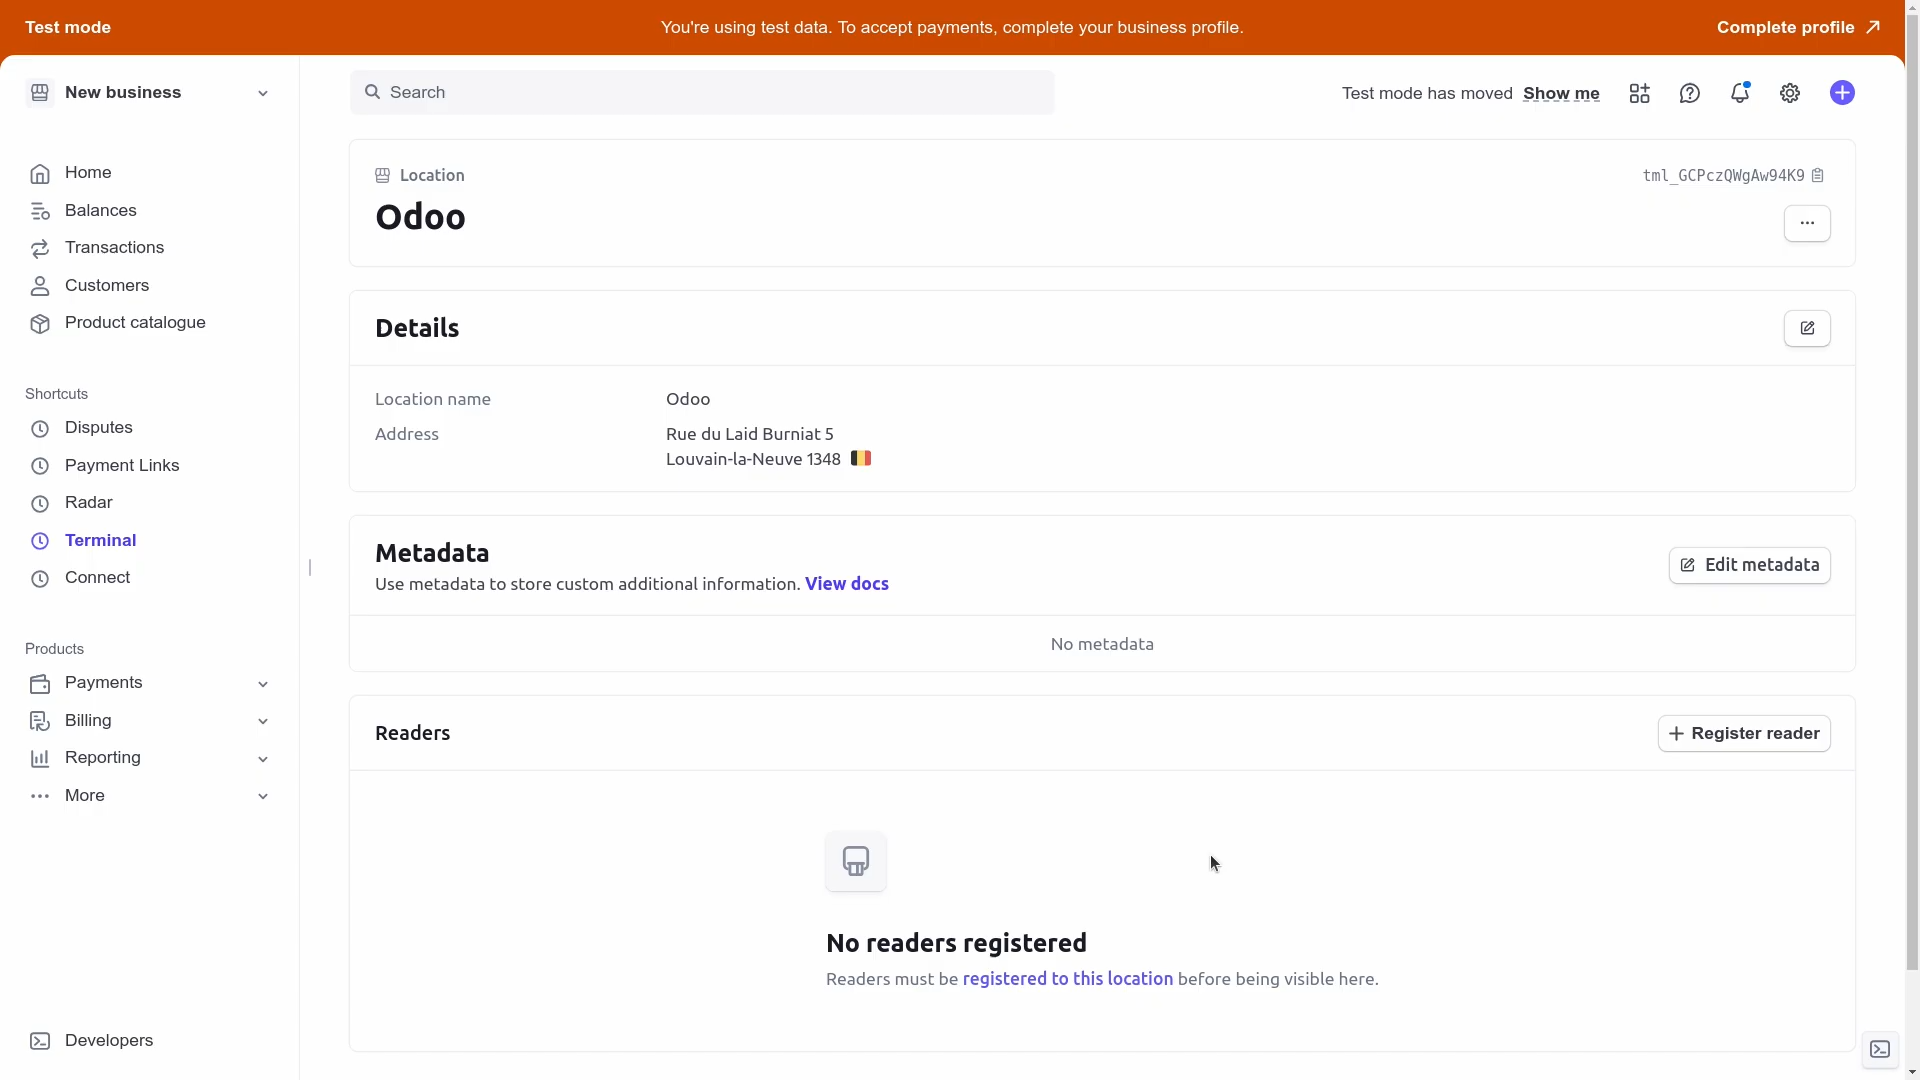 Test mode
You're using test data. To accept payments, complete your business profile.
Complete profile
New business
Search
Test mode has moved Show me
Home
Balances
Transactions
Customers
Product catalogue
Shortcuts
Disputes
Payment Links
Radar
Terminal
Connect
Products
Payments
Billing
Reporting
More
Developers
Location
tml_GCPczQWgAw94K9
Odoo
Details
Location name Odoo
Address Rue du Laid Burniat 5
Louvain-la-Neuve 1348
Metadata
Use metadata to store custom additional information. View docs
Edit metadata
No metadata
Readers
Register reader
No readers registered
Readers must be registered to this location before being visible here.